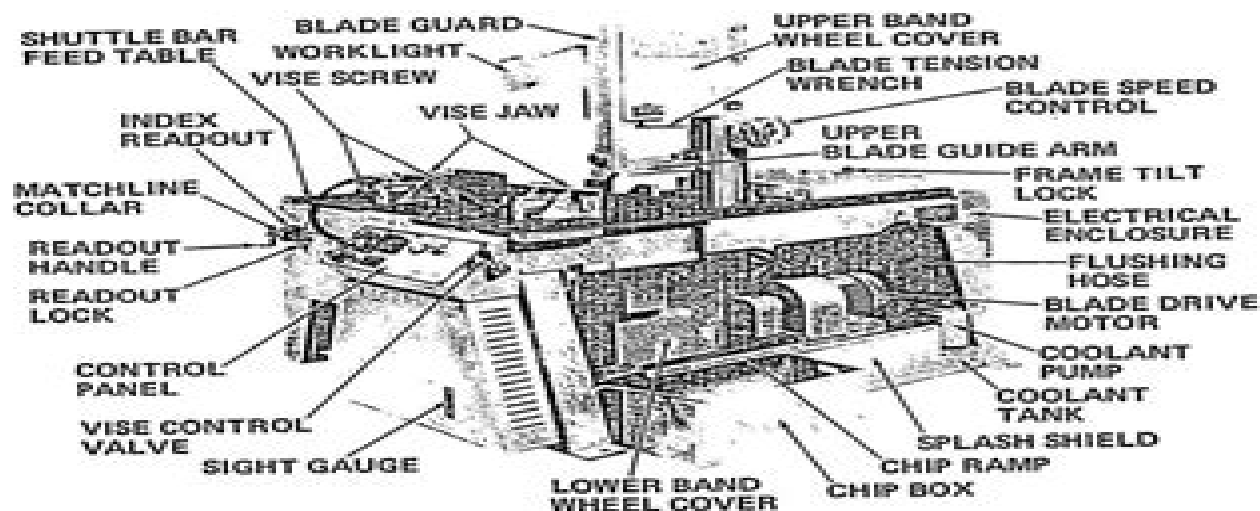 BLADE GUARD
WORKLIGHT
SHUTTLE BAR
FEED TABLE
VISE SCREW
VISE JAW
INDEX
READOUT
MATCHLINE
COLLAR
READOUT
HANDLE
READOUT
LOCK
CONTROL
PANEL
VISE CONTROL
VALVE
SIGHT GAUGE
UPPER BAND
WHEEL COVER
BLADE TENSION
WRENCH
BLADE SPEED
CONTROL
UPPER
BLADE GUIDE ARM
FRAME TILT
LOCK
ELECTRICAL
ENCLOSURE
FLUSHING
HOSE
BLADE DRIVE
MOTOR
COOLANT
PUMP
COOLANT
TANK
SPLASH SHIELD
CHIP RAMP
CHIP BOX
LOWER BAND
WHEEL COVER